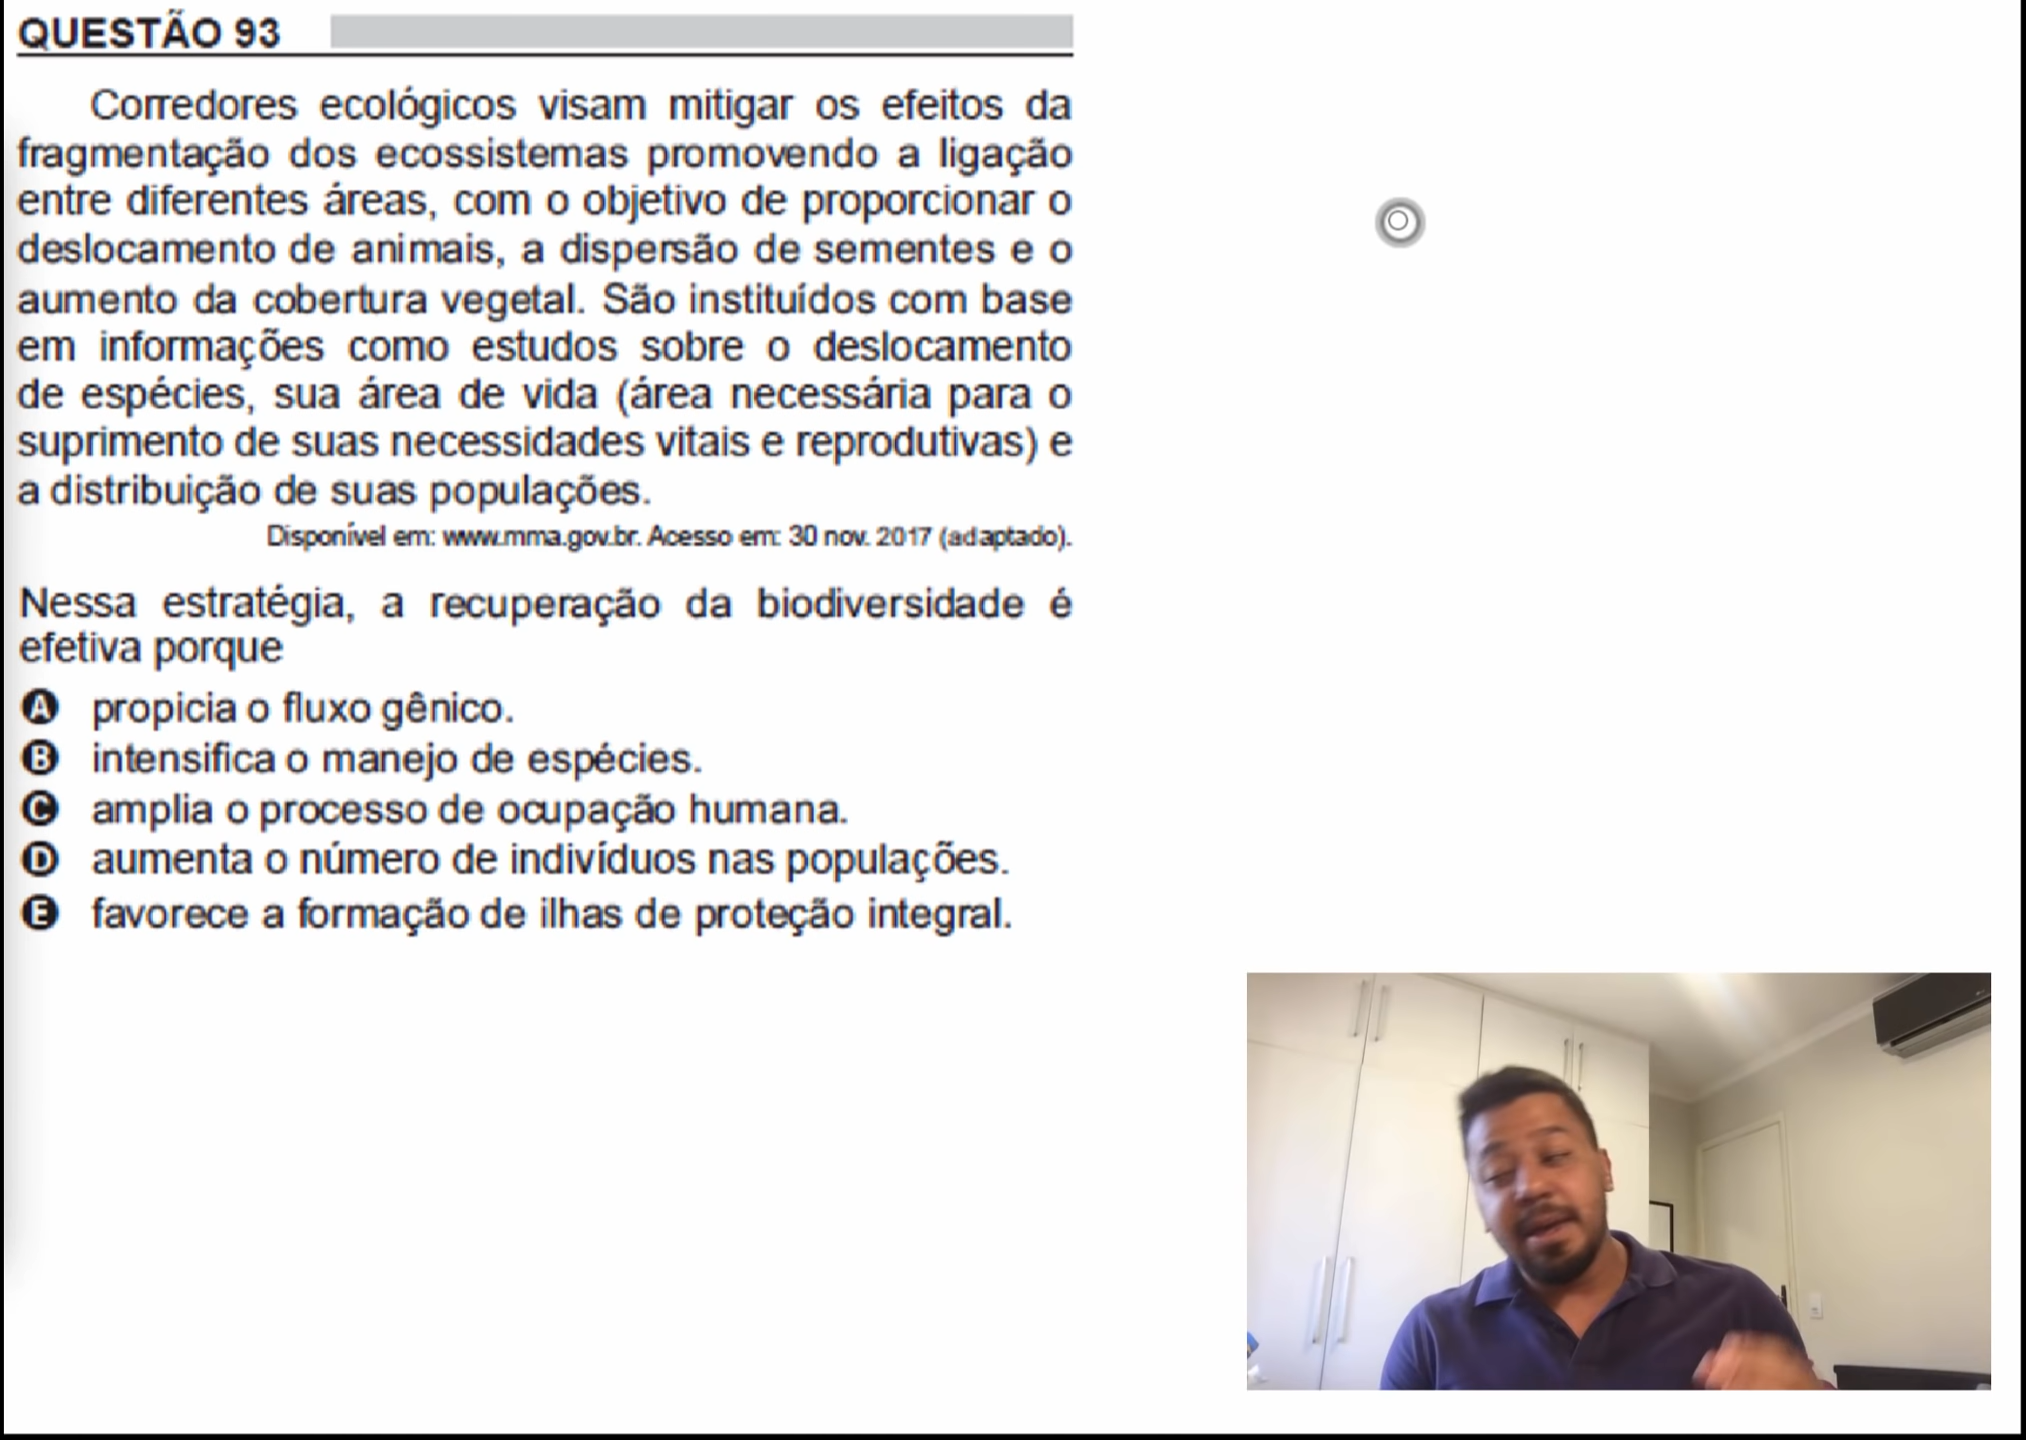 QUESTÃO 93
Corredores ecológicos visam mitigar os efeitos da
fragmentação dos ecossistemas promovendo a ligação
entre diferentes áreas, com o objetivo de proporcionar o
deslocamento de animais, a dispersão de sementes e o
aumento da cobertura vegetal. São instituídos com base
em informações como estudos sobre o deslocamento
de espécies, sua área de vida (área necessária para o
suprimento de suas necessidades vitais e reprodutivas) e
a distribuição de suas populações.
Disponível em: www.mma.gov.br. Acesso em: 30 nov. 2017 (adaptado).
Nessa estratégia, a recuperação da biodiversidade é
efetiva porque
A propicia o fluxo gênico.
B intensifica o manejo de espécies.
C amplia o processo de ocupação humana.
D aumenta o número de indivíduos nas populações.
E favorece a formação de ilhas de proteção integral.